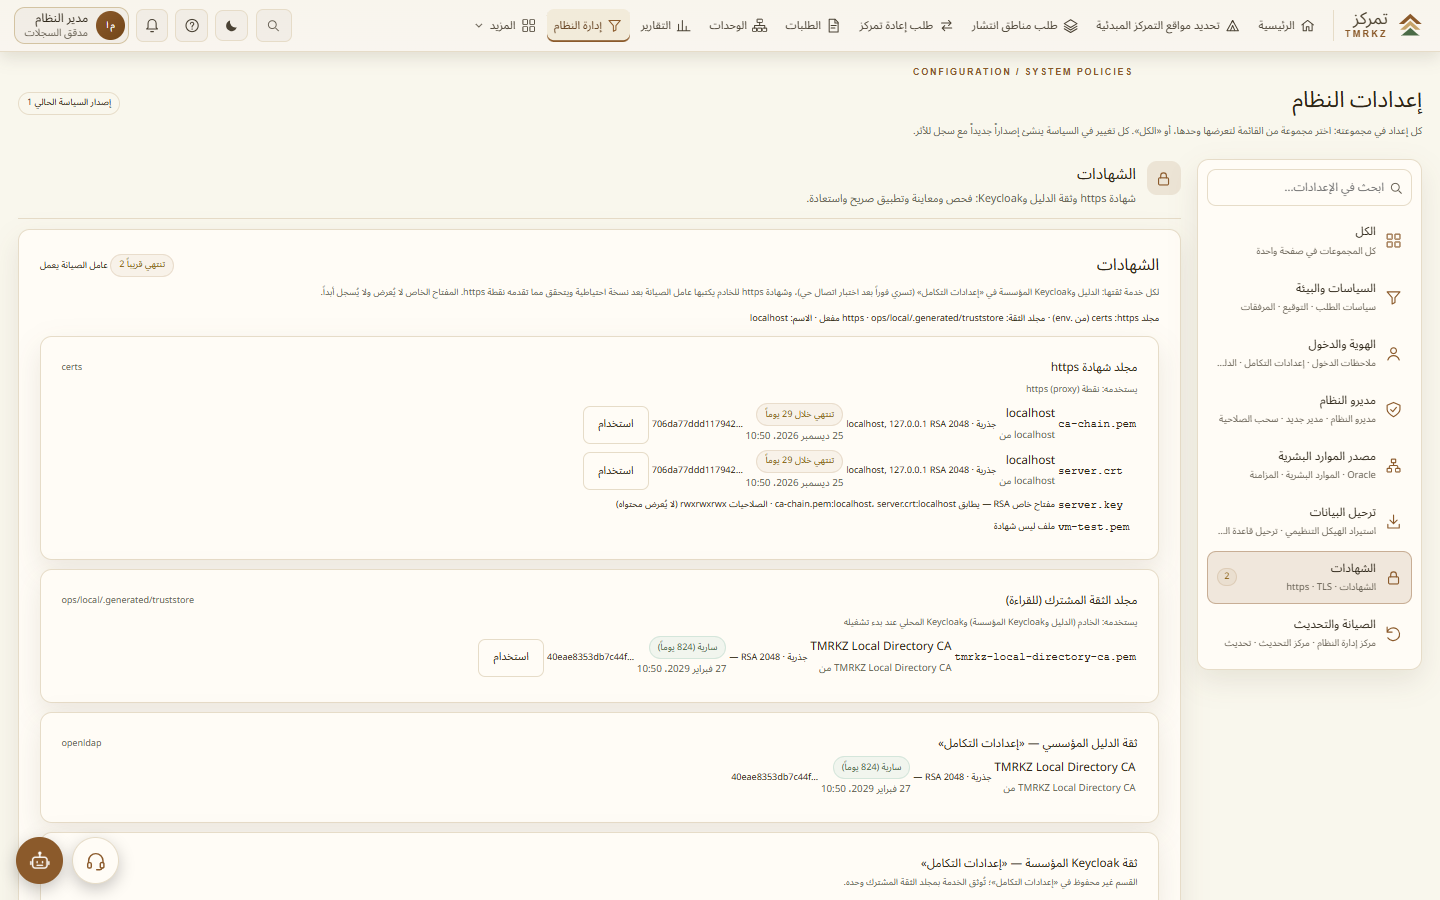 تمركز
TMRKZ
الرئيسية
تحديد مواقع التمركز المبدئية
طلب مناطق انتشار
طلب إعادة تمركز
الطلبات
الوحدات
التقارير
إدارة النظام
المزيد
م ا
مدير النظام
مدقق السجلات
CONFIGURATION / SYSTEM POLICIES
إعدادات النظام
إصدار السياسة الحالي 1
كل إعداد في مجموعته: اختر مجموعة من القائمة لتعرضها وحدها، أو «الكل». كل تغيير في السياسة ينشئ إصداراً جديداً مع سجل للأثر.
ابحث في الإعدادات...
الكل
كل المجموعات في صفحة واحدة
السياسات والبيئة
سياسات الطلب · التوقيع · المرفقات
الهوية والدخول
ملاحظات الدخول · إعدادات التكامل · الدلـ...
مديرو النظام
مديرو النظام · مدير جديد · سحب الصلاحية
مصدر الموارد البشرية
Oracle · الموارد البشرية · المزامنة
ترحيل البيانات
استيراد الهيكل التنظيمي · ترحيل قاعدة الـ...
الشهادات
الشهادات · https · TLS
2
الصيانة والتحديث
مركز إدارة النظام · مركز التحديث · تحديث
الشهادات
شهادة https وثقة الدليل وKeycloak: فحص ومعاينة وتطبيق صريح واستعادة.
الشهادات
تنتهي قريباً 2
عامل الصيانة يعمل
لكل خدمة ثقتها: الدليل وKeycloak المؤسسة في «إعدادات التكامل» (تسري فوراً بعد اختبار اتصال حي)، وشهادة https للخادم يكتبها عامل الصيانة بعد نسخة احتياطية ويتحقق مما تقدمه نقطة https. المفتاح الخاص لا يُعرض ولا يُسجل أبداً.
مجلد https: certs (من .env) · مجلد الثقة: ops/local/.generated/truststore · https مفعل · الاسم: localhost
مجلد شهادة https
certs
يستخدمه: نقطة https (proxy)
ca-chain.pem
localhost
من localhost
جذرية · localhost, 127.0.0.1 RSA 2048
تنتهي خلال 29 يوماً
25 ديسمبر 2026، 10:50
706da77ddd117942...
استخدام
server.crt
localhost
من localhost
جذرية · localhost, 127.0.0.1 RSA 2048
تنتهي خلال 29 يوماً
25 ديسمبر 2026، 10:50
706da77ddd117942...
استخدام
server.key مفتاح خاص RSA — يطابق ca-chain.pem:localhost، server.crt:localhost · الصلاحيات rwxrwxrwx (لا يُعرض محتواه)
vm-test.pem ملف ليس شهادة
مجلد الثقة المشترك (للقراءة)
ops/local/.generated/truststore
يستخدمه: الخادم (الدليل وKeycloak المؤسسة) وKeycloak المحلي عند بدء تشغيله
tmrkz-local-directory-ca.pem
TMRKZ Local Directory CA
من TMRKZ Local Directory CA
جذرية · RSA 2048 —
سارية (824 يوماً)
27 فبراير 2029، 10:50
40eae8353db7c44f...
استخدام
ثقة الدليل المؤسسي — «إعدادات التكامل»
openldap
TMRKZ Local Directory CA
من TMRKZ Local Directory CA
جذرية · RSA 2048 —
سارية (824 يوماً)
27 فبراير 2029، 10:50
40eae8353db7c44f...
ثقة Keycloak المؤسسة — «إعدادات التكامل»
القسم غير محفوظ في «إعدادات التكامل»؛ تُوثق الخدمة بمجلد الثقة المشترك وحده.